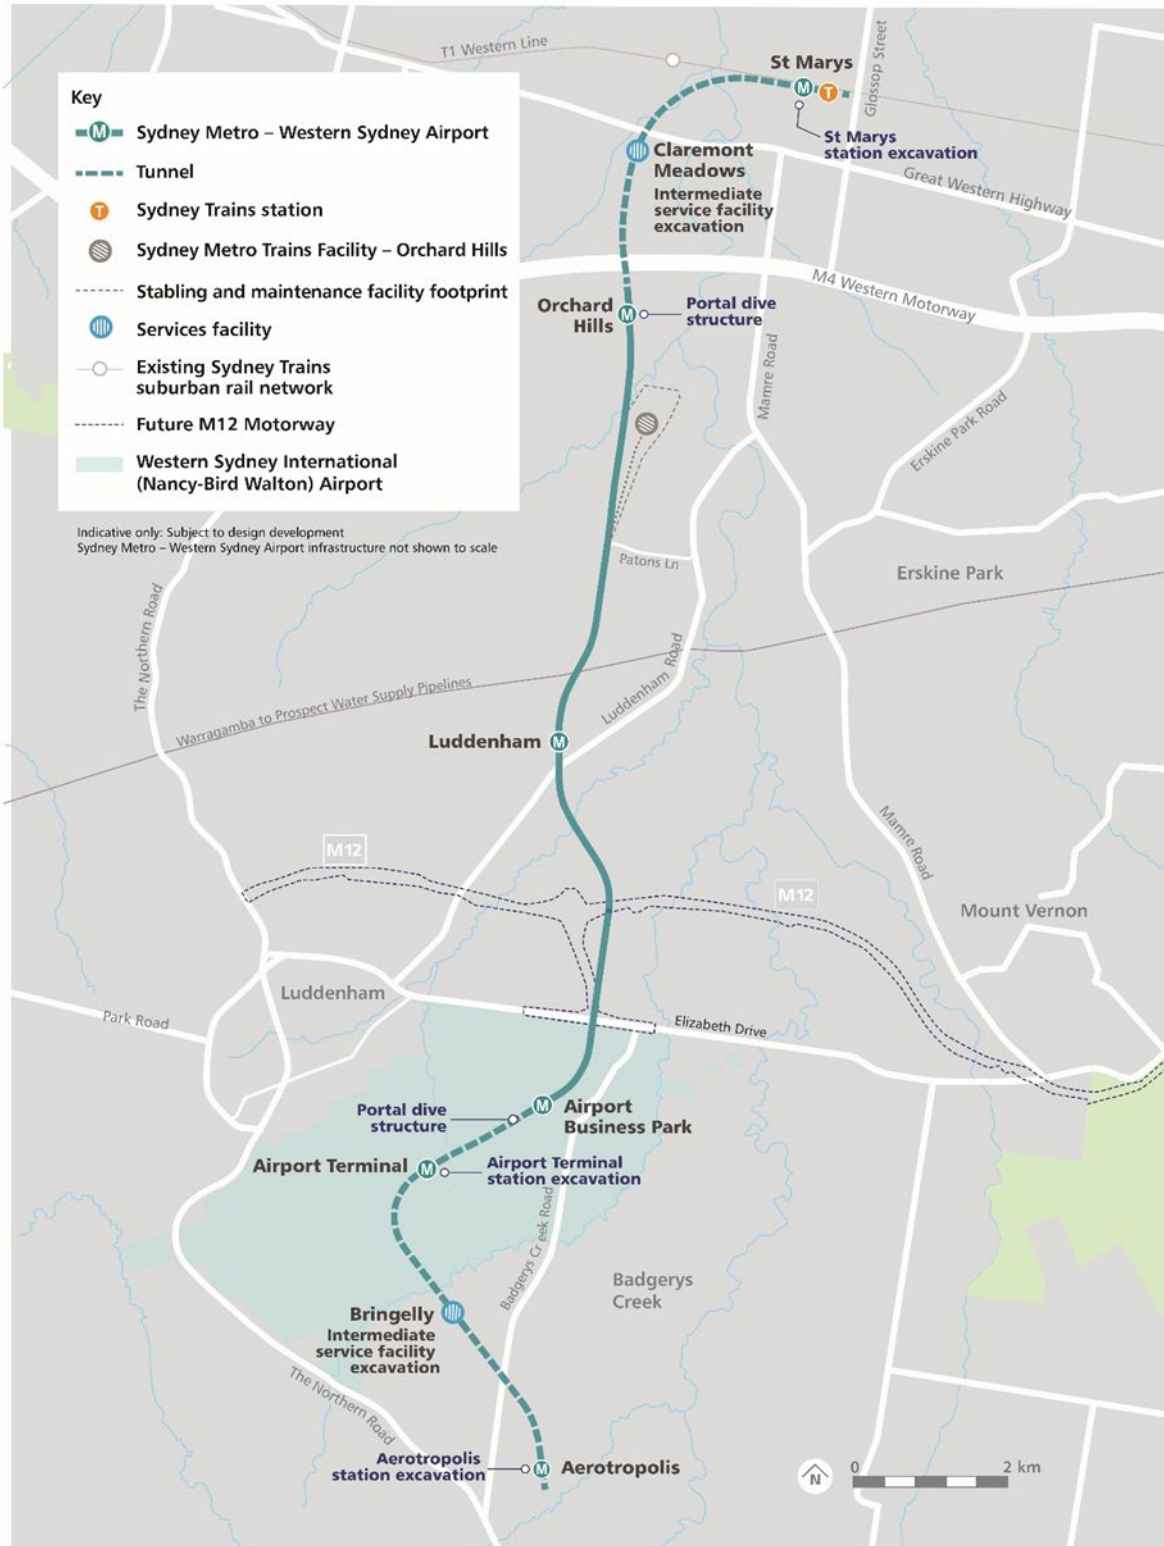 T1 Western Line
St Marys
Glossop Street
M
T
St Marys
station excavation
Key
M
Sydney Metro – Western Sydney Airport
Tunnel
T
Sydney Trains station
Sydney Metro Trains Facility – Orchard Hills
Stabling and maintenance facility footprint
Services facility
Existing Sydney Trains
suburban rail network
Future M12 Motorway
Western Sydney International
(Nancy-Bird Walton) Airport
Indicative only: Subject to design development
Sydney Metro – Western Sydney Airport infrastructure not shown to scale
Claremont
Meadows
Intermediate
service facility
excavation
Great Western Highway
M4 Western Motorway
Orchard
Hills
M
Portal dive
structure
Mamre Road
Erskine Park Road
Patons Ln
Erskine Park
The Northern Road
Warragamba to Prospect Water Supply Pipelines
Luddenham Road
Luddenham
M
Mamre Road
M12
M12
Mount Vernon
Luddenham
Park Road
Elizabeth Drive
Portal dive
structure
M
Airport
Business Park
Airport Terminal
M
Airport Terminal
station excavation
Badgerys Creek Road
Badgerys
Creek
Bringelly
Intermediate
service facility
excavation
The Northern Road
Aerotropolis
station excavation
M
Aerotropolis
N
0
2 km